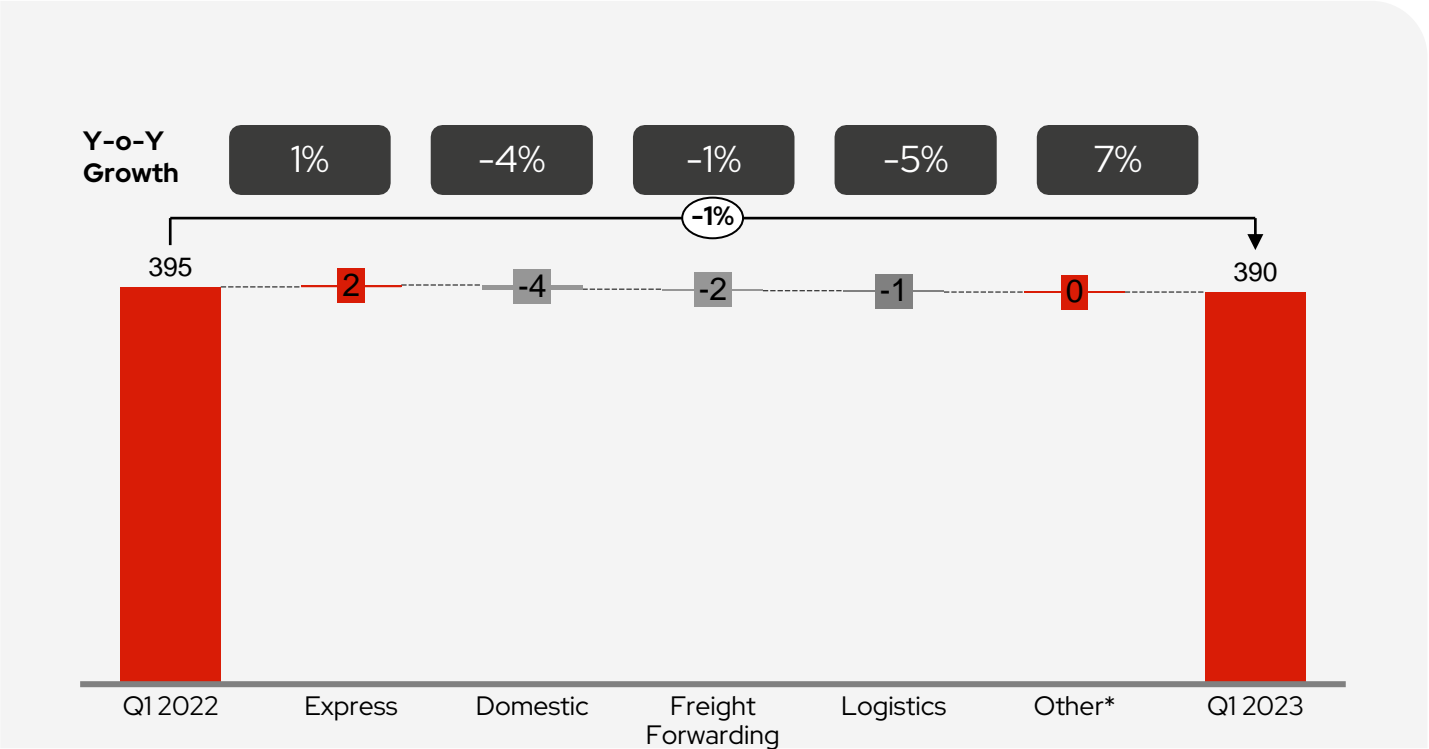 Y-o-Y
Growth
1%
-4%
-1%
-5%
7%
-1%
395
2
-4
-2
-1
0
390
Q1 2022
Express
Domestic
Freight
Forwarding
Logistics
Other*
Q1 2023